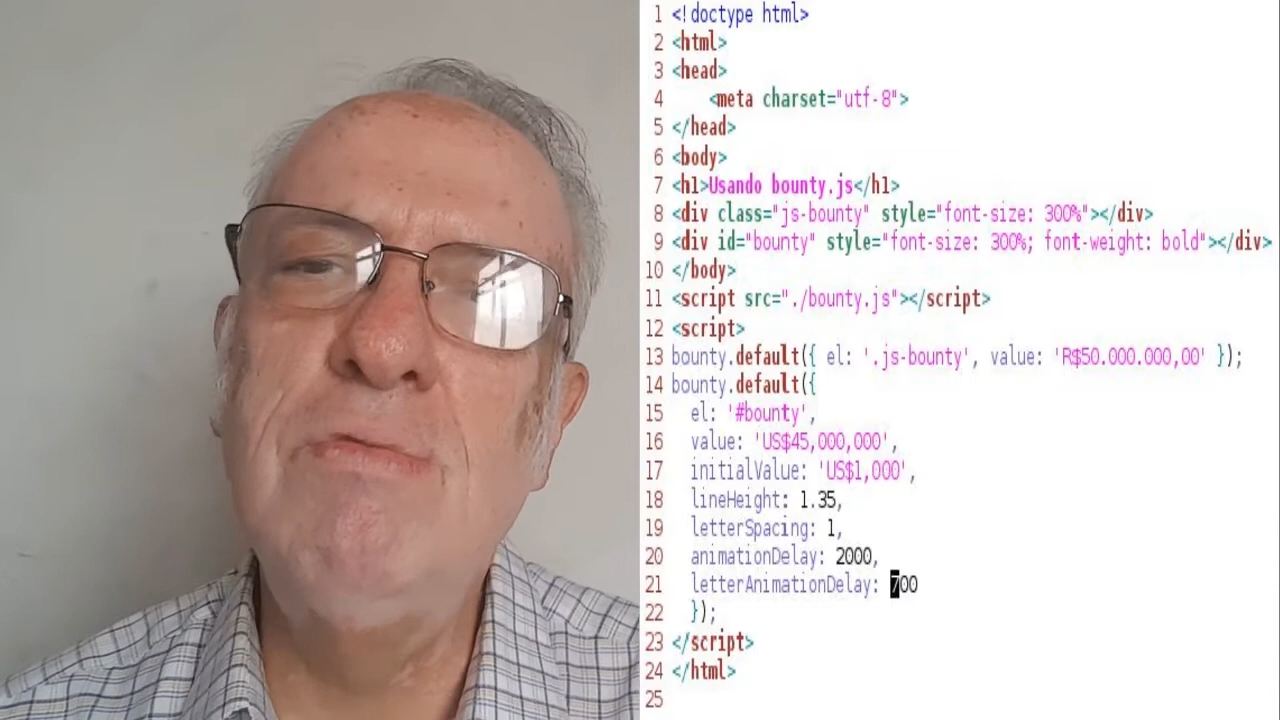 1 <!doctype html>
2 <html>
3 <head>
4     <meta charset="utf-8">
5 </head>
6 <body>
7 <h1>Usando bounty.js</h1>
8 <div class="js-bounty" style="font-size: 300%"></div>
9 <div id="bounty" style="font-size: 300%; font-weight: bold"></div>
10 </body>
11 <script src="./bounty.js"></script>
12 <script>
13 bounty.default({ el: '.js-bounty', value: 'R$50.000.000,00' });
14 bounty.default({
15   el: '#bounty',
16   value: 'US$45,000,000',
17   initialValue: 'US$1,000',
18   lineHeight: 1.35,
19   letterSpacing: 1,
20   animationDelay: 2000,
21   letterAnimationDelay: 700
22   });
23 </script>
24 </html>
25